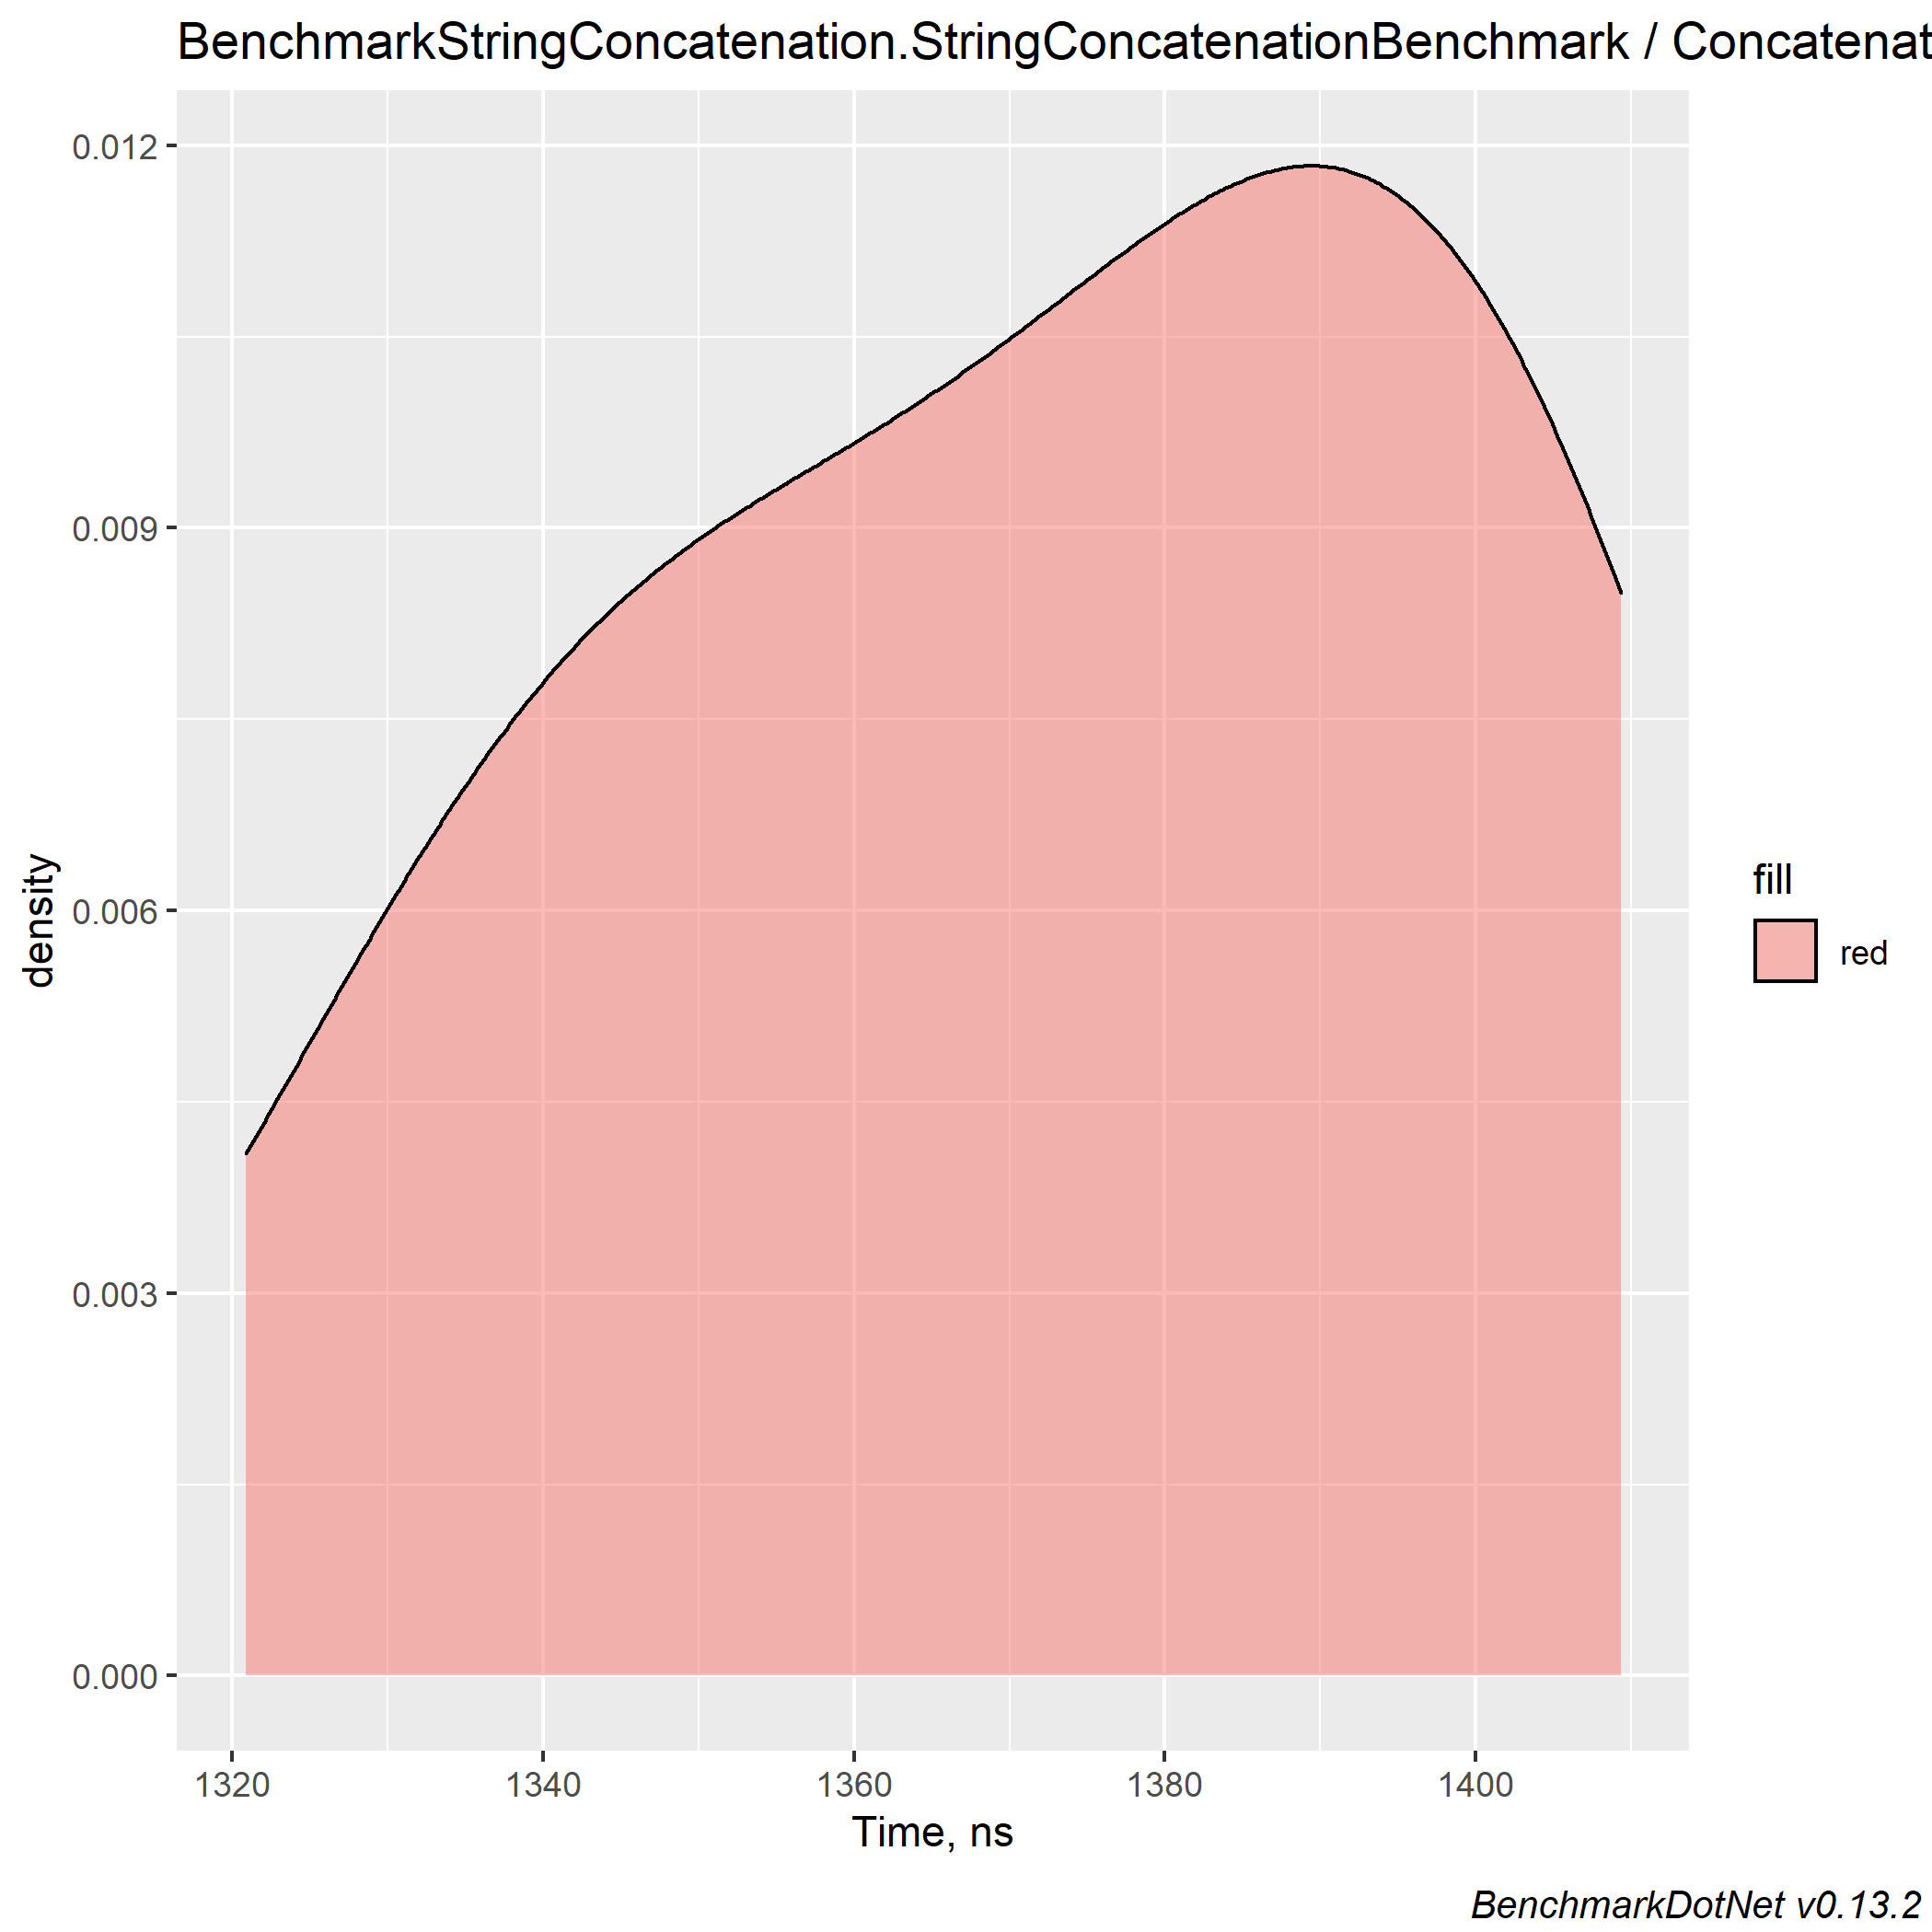 BenchmarkStringConcatenation.StringConcatenationBenchmark / Concatenat
0.012
0.009
0.006
0.003
0.000
density
1320 1340 1360 1380 1400
Time, ns
fill
red
BenchmarkDotNet v0.13.2